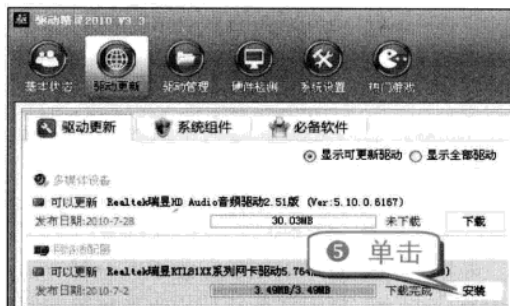 驱动精灵2010 V3.3
基本状态 驱动更新 驱动管理 硬件检测 系统设置 热门游戏
驱动更新 系统组件 必备软件
显示可更新驱动 显示全部驱动
多媒体设备
可以更新 Realtek瑞昱HD Audio音频驱动2.51版 (Ver:5.10.0.6167)
发布日期:2010-7-28 30.03MB 未下载 下载
网络适配器
可以更新 Realtek瑞昱RTL81XX系列网卡驱动5.764
发布日期:2010-7-2 3.49MB/3.49MB 下载完成 安装
❺ 单击